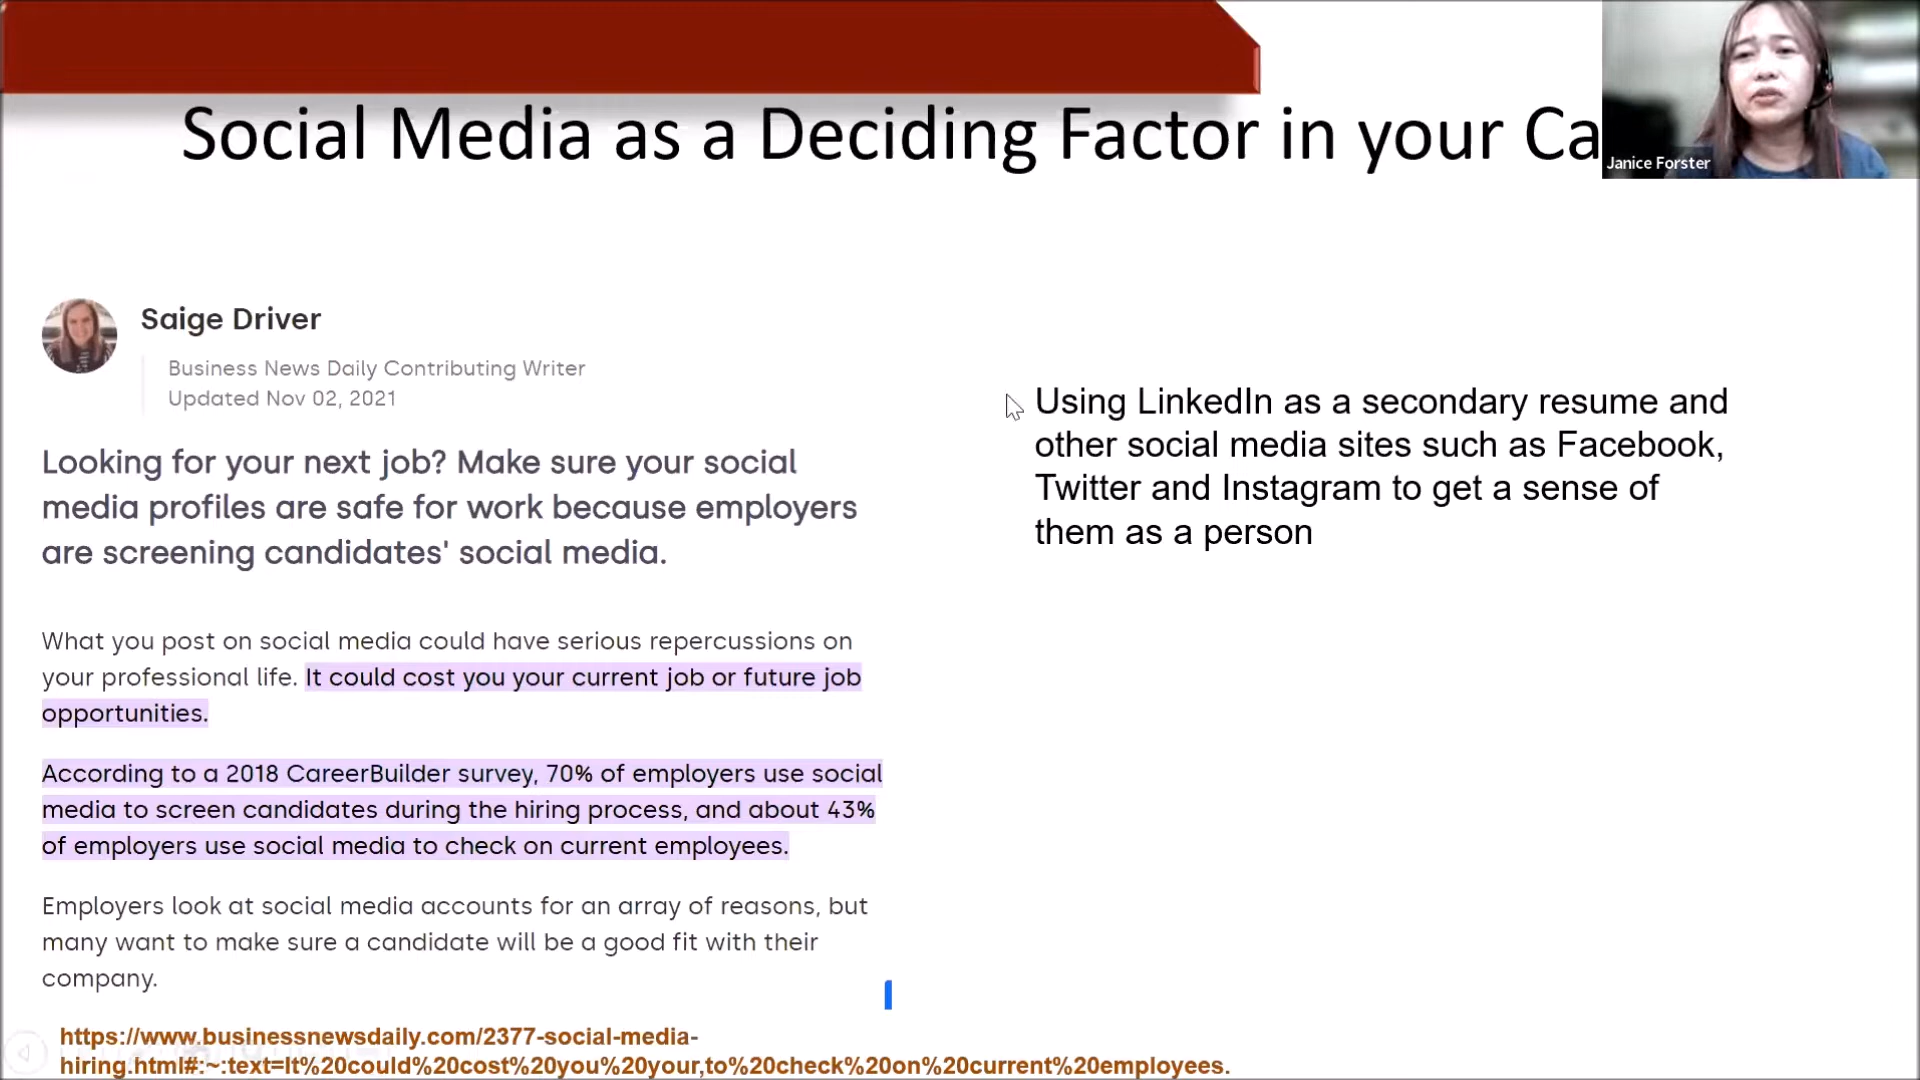 Social Media as a Deciding Factor in your Ca
Janice Forster
Saige Driver
Business News Daily Contributing Writer
Updated Nov 02, 2021
Looking for your next job? Make sure your social
media profiles are safe for work because employers
are screening candidates' social media.
What you post on social media could have serious repercussions on
your professional life. It could cost you your current job or future job
opportunities.
According to a 2018 CareerBuilder survey, 70% of employers use social
media to screen candidates during the hiring process, and about 43%
of employers use social media to check on current employees.
Employers look at social media accounts for an array of reasons, but
many want to make sure a candidate will be a good fit with their
company.
Using LinkedIn as a secondary resume and
other social media sites such as Facebook,
Twitter and Instagram to get a sense of
them as a person
https://www.businessnewsdaily.com/2377-social-media-
hiring.html#:~:text=It%20could%20cost%20you%20your,to%20check%20on%20current%20employees.